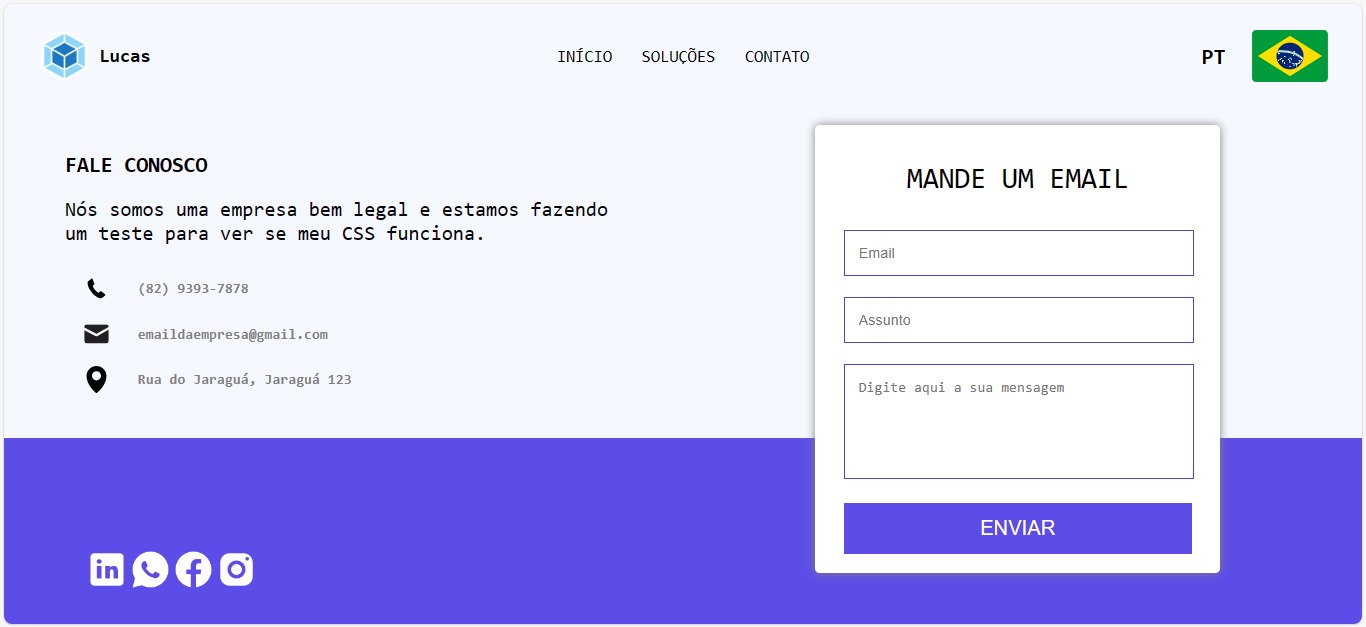 Lucas
INÍCIO SOLUÇÕES CONTATO
PT
FALE CONOSCO
Nós somos uma empresa bem legal e estamos fazendo
um teste para ver se meu CSS funciona.
(82) 9393-7878
emaildaempresa@gmail.com
Rua do Jaraguá, Jaraguá 123
MANDE UM EMAIL
Email
Assunto
Digite aqui a sua mensagem
ENVIAR
in